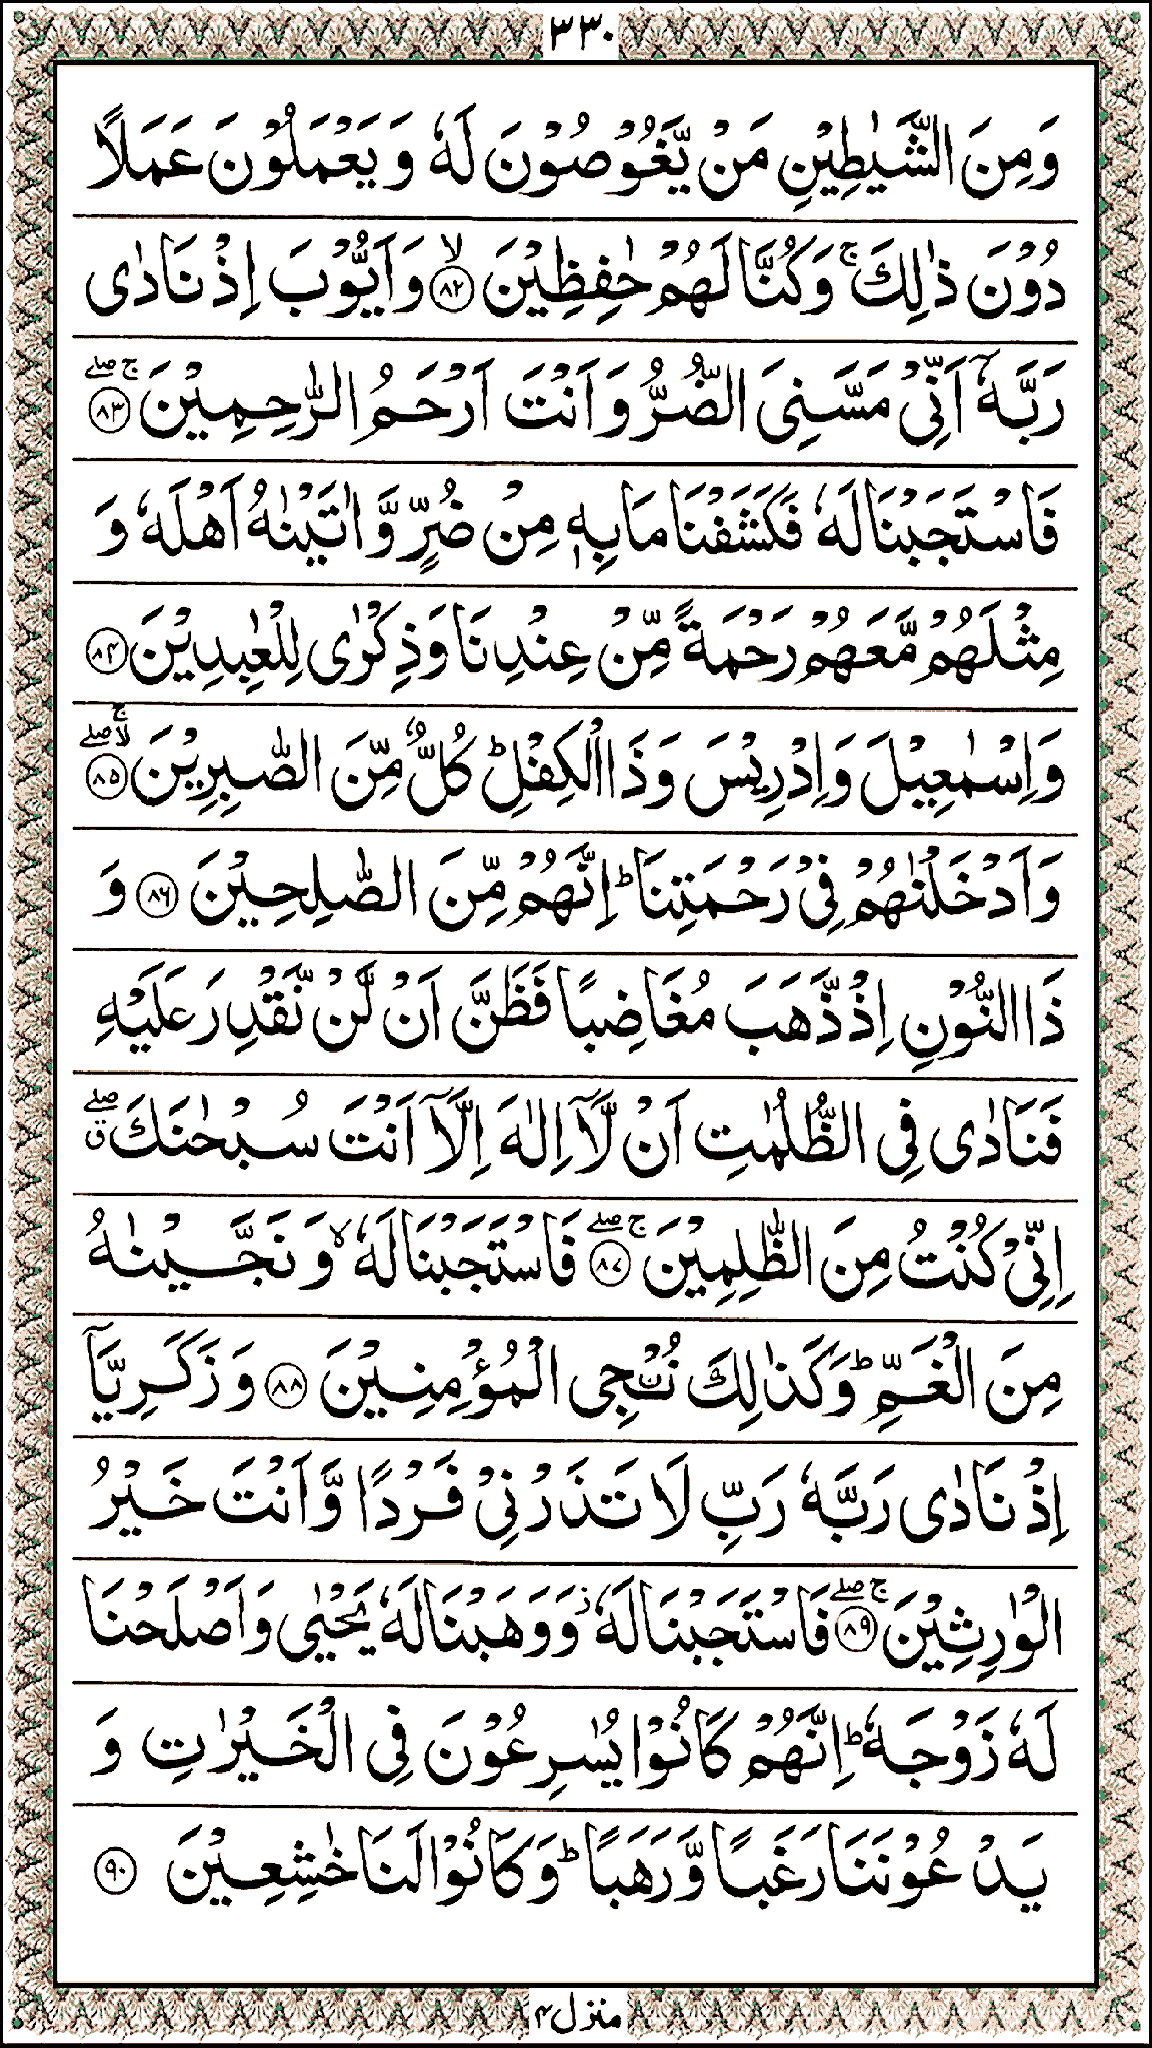 ٣٣٠
وَمِنَ الشَّيٰطِيْنِ مَنْ يَّغُوْصُوْنَ لَهٗ وَ يَعْمَلُوْنَ عَمَلًا
دُوْنَ ذٰلِكَ ۚ وَكُنَّا لَهُمْ حٰفِظِيْنَ ۙ﴿٨٢﴾ وَاَيُّوْبَ اِذْ نَادٰى
رَبَّهٗۤ اَنِّىْ مَسَّنِىَ الضُّرُّ وَاَنْتَ اَرْحَمُ الرّٰحِمِيْنَ ۚۖ﴿٨٣﴾
فَاسْتَجَبْنَا لَهٗ فَكَشَفْنَا مَا بِهٖ مِنْ ضُرٍّ وَّاٰتَيْنٰهُ اَهْلَهٗ وَ
مِثْلَهُمْ مَّعَهُمْ رَحْمَةً مِّنْ عِنْدِنَا وَذِكْرٰى لِلْعٰبِدِيْنَ ﴿٨٤﴾
وَاِسْمٰعِيْلَ وَاِدْرِيْسَ وَذَا الْكِفْلِ ؕ كُلٌّ مِّنَ الصّٰبِرِيْنَ ۚۙۖ﴿٨٥﴾
وَاَدْخَلْنٰهُمْ فِىْ رَحْمَتِنَا ؕ اِنَّهُمْ مِّنَ الصّٰلِحِيْنَ ﴿٨٦﴾ وَ
ذَا النُّوْنِ اِذْ ذَّهَبَ مُغَاضِبًا فَظَنَّ اَنْ لَّنْ نَّقْدِرَ عَلَيْهِ
فَنَادٰى فِى الظُّلُمٰتِ اَنْ لَّاۤ اِلٰهَ اِلَّاۤ اَنْتَ سُبْحٰنَكَ ۖق
اِنِّىْ كُنْتُ مِنَ الظّٰلِمِيْنَ ۚۖ﴿٨٧﴾ فَاسْتَجَبْنَا لَهٗ ۙ وَنَجَّيْنٰهُ
مِنَ الْغَمِّ ؕ وَكَذٰلِكَ نُـنْجِى الْمُؤْمِنِيْنَ ﴿٨٨﴾ وَزَكَرِيَّاۤ
اِذْ نَادٰى رَبَّهٗ رَبِّ لَا تَذَرْنِىْ فَرْدًا وَّاَنْتَ خَيْرُ
الْوٰرِثِيْنَ ۚۖ﴿٨٩﴾ فَاسْتَجَبْنَا لَهٗ ز وَوَهَبْنَا لَهٗ يَحْيٰى وَاَصْلَحْنَا
لَهٗ زَوْجَهٗ ؕ اِنَّهُمْ كَانُوْا يُسٰرِعُوْنَ فِى الْخَيْرٰتِ وَ
يَدْعُوْنَنَا رَغَبًا وَّرَهَبًا ؕ وَكَانُوْا لَنَا خٰشِعِيْنَ ﴿٩٠﴾
منزل ٤